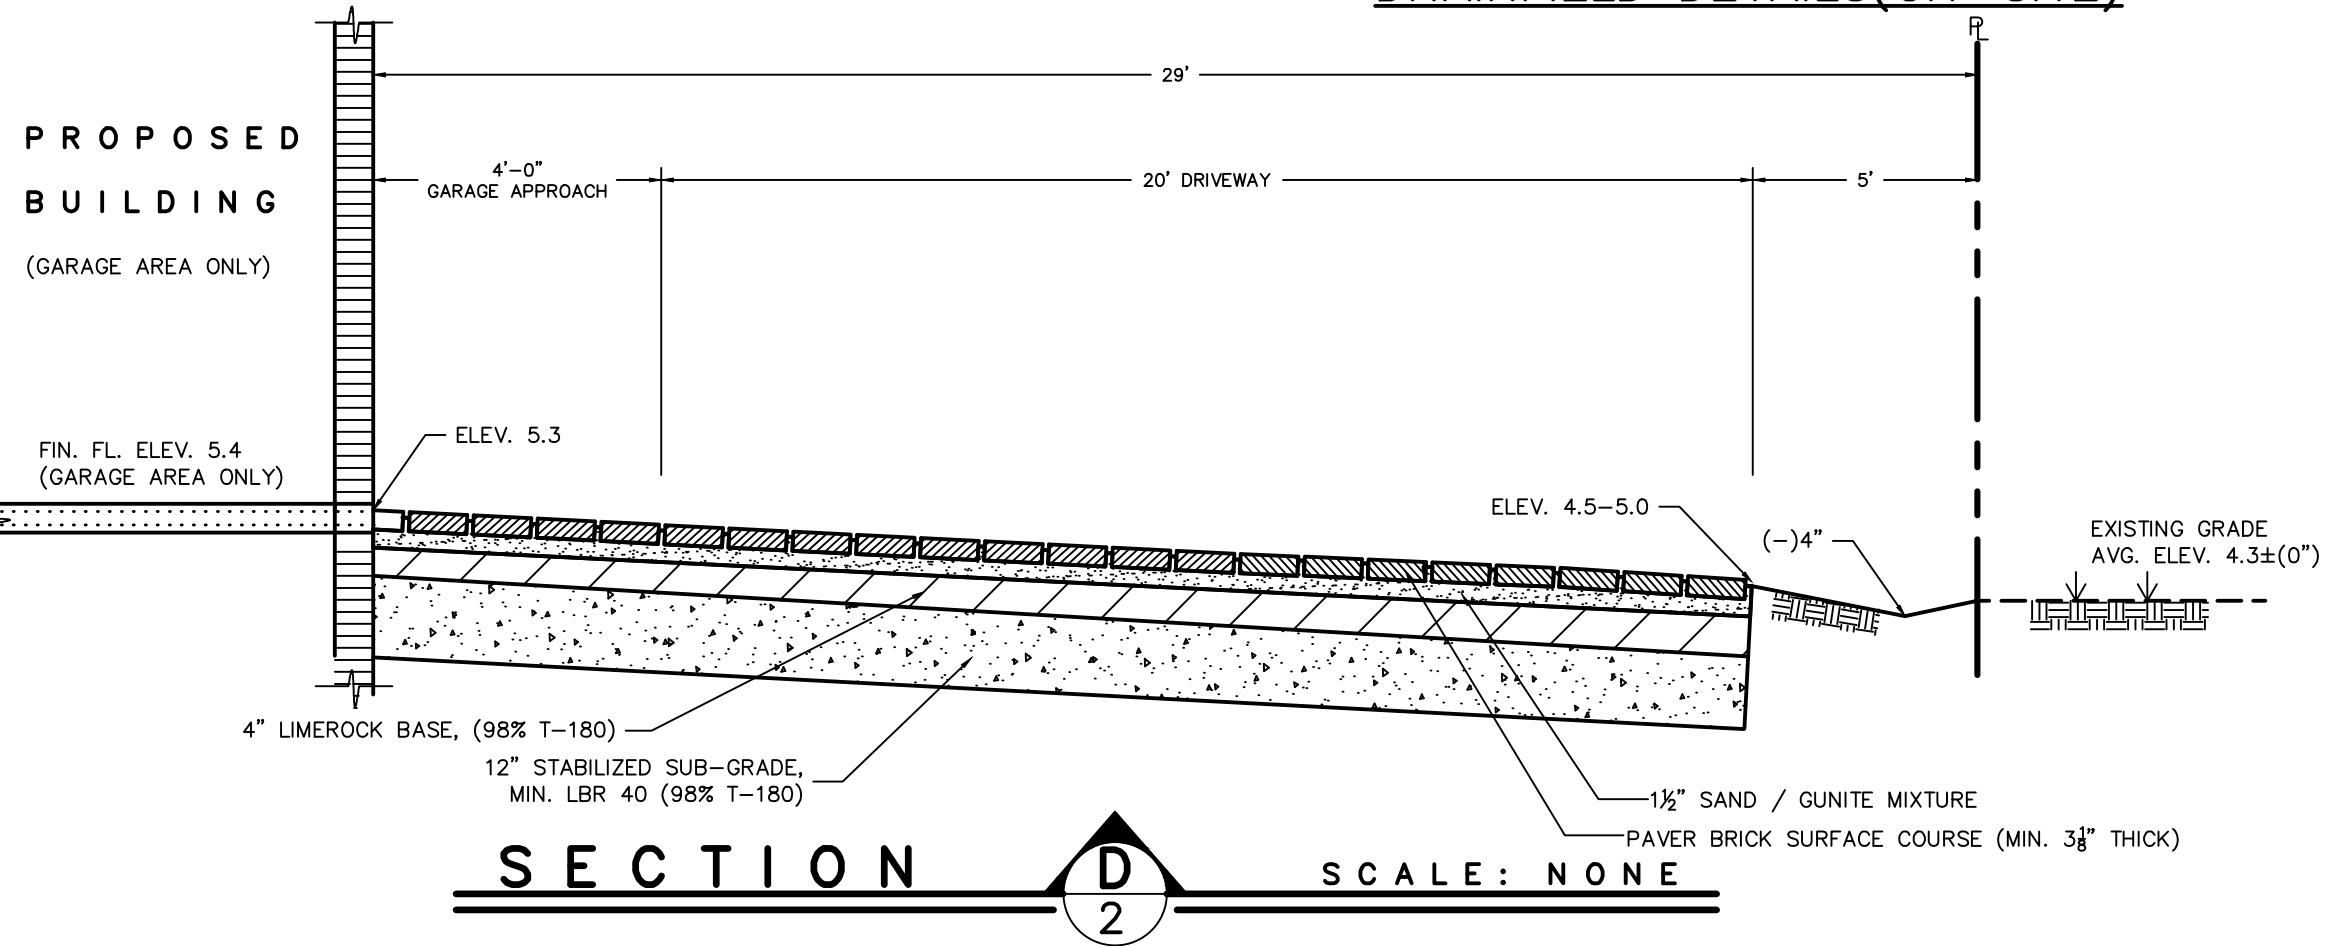 PL
29'
PROPOSED
BUILDING
(GARAGE AREA ONLY)
4'-0"
GARAGE APPROACH
20' DRIVEWAY
5'
FIN. FL. ELEV. 5.4
(GARAGE AREA ONLY)
ELEV. 5.3
ELEV. 4.5-5.0
(-)4"
EXISTING GRADE
AVG. ELEV. 4.3±(0")
4" LIMEROCK BASE, (98% T-180)
12" STABILIZED SUB-GRADE,
MIN. LBR 40 (98% T-180)
1½" SAND / GUNITE MIXTURE
PAVER BRICK SURFACE COURSE (MIN. 3⅛" THICK)
SECTION
D
2
SCALE: NONE